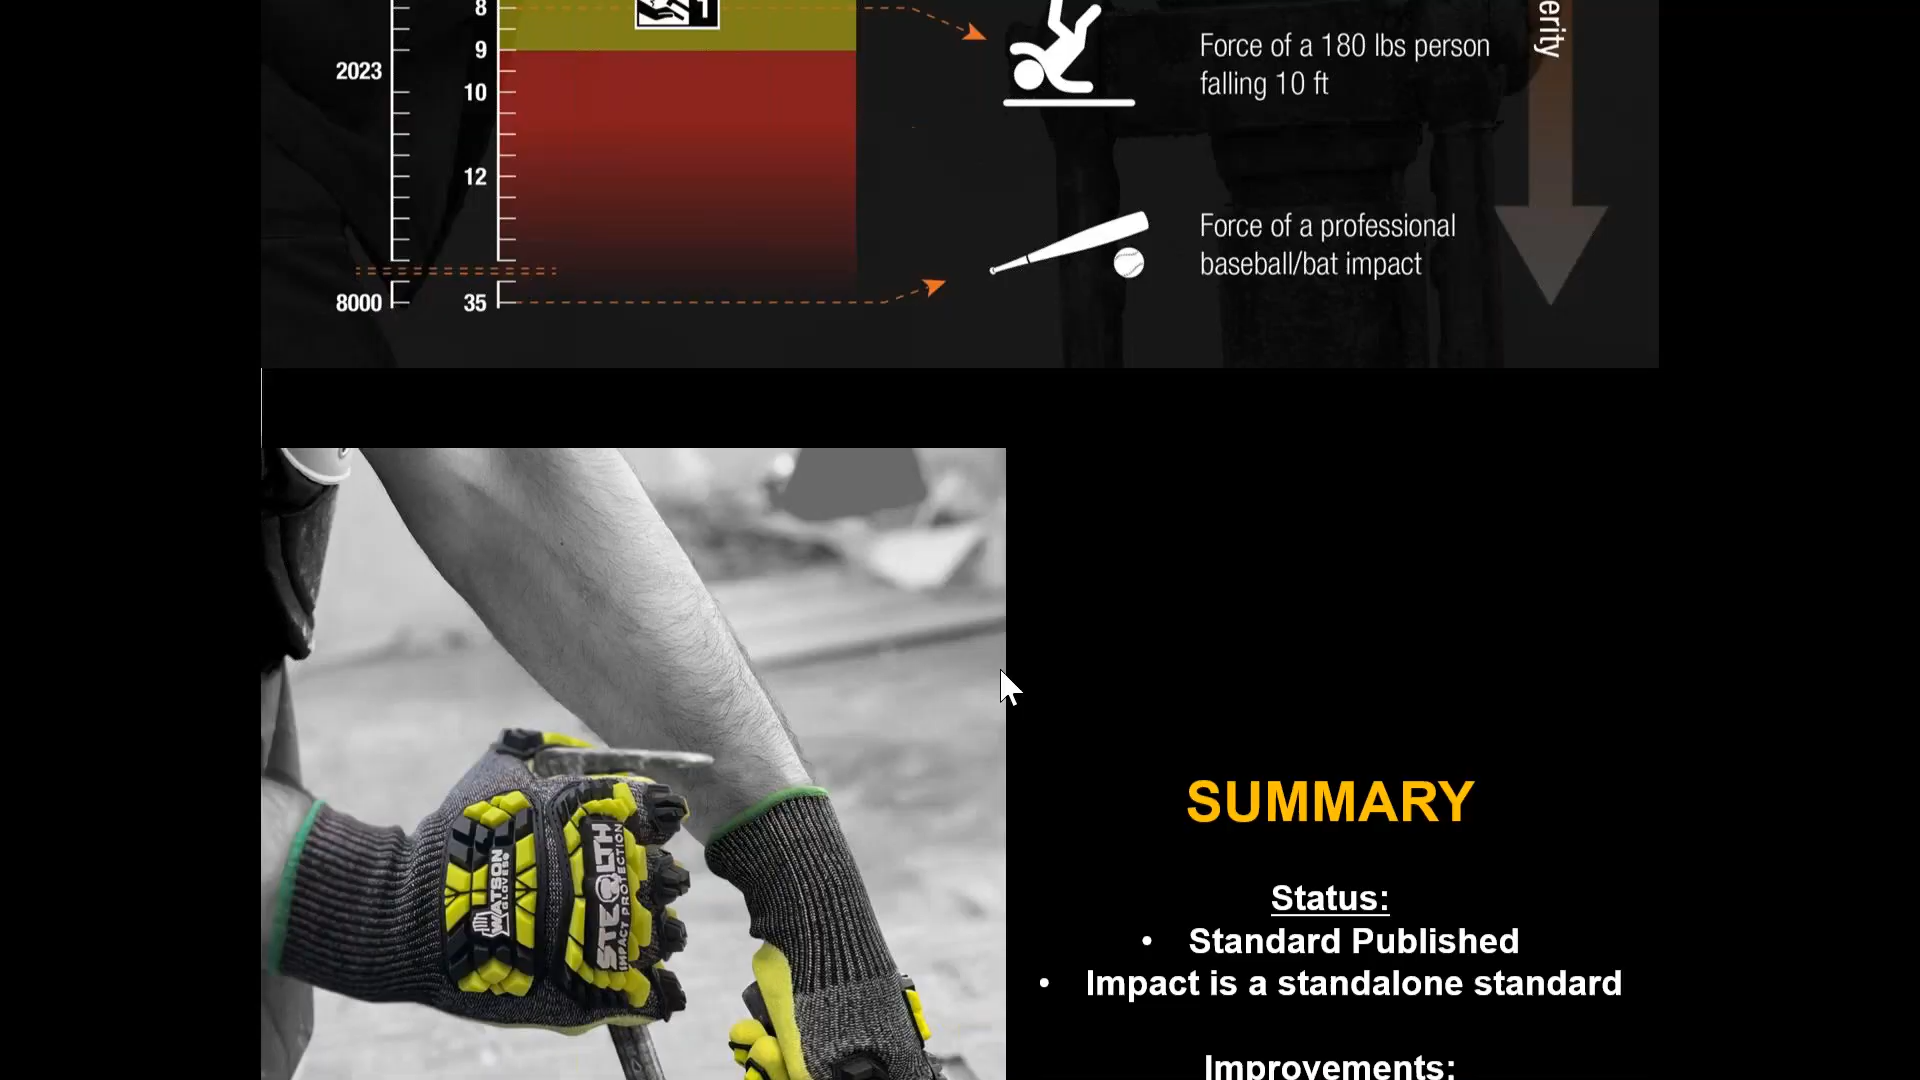 8
1
9
2023
10
12
8000
35
Force of a 180 lbs person
falling 10 ft
erity
Force of a professional
baseball/bat impact
WATSON
GLOVES
STEALTH
IMPACT PROTECTION
SUMMARY
Status:
• Standard Published
• Impact is a standalone standard
Improvements: